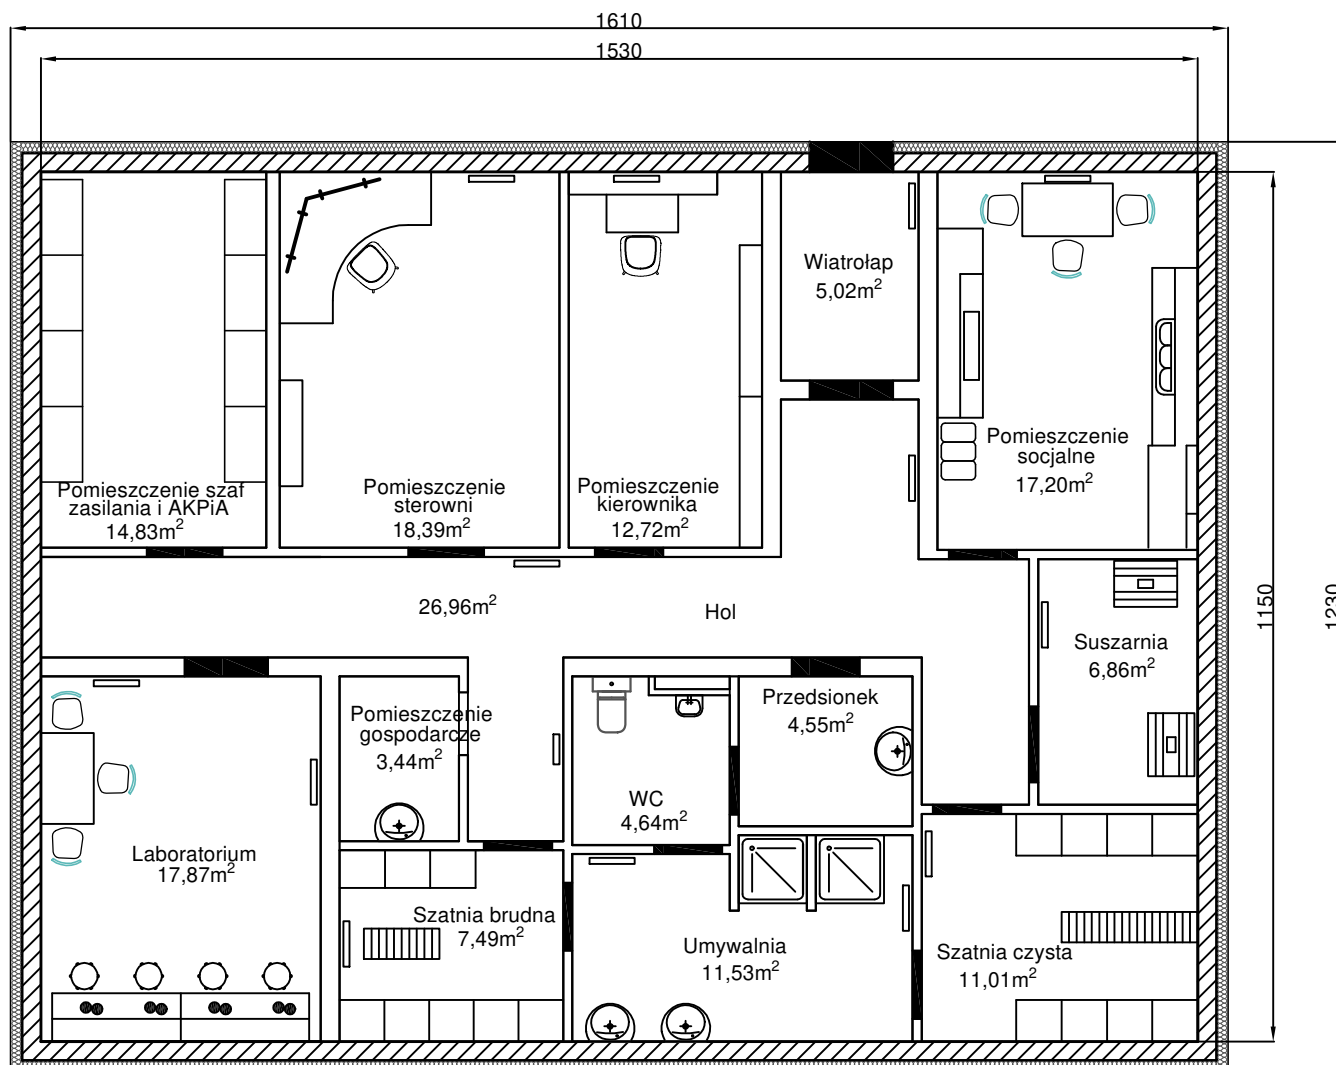 1610
1530
Wiatrołap
5,02m²
Pomieszczenie szaf
zasilania i AKPiA
14,83m²
Pomieszczenie
sterowni
18,39m²
Pomieszczenie
kierownika
12,72m²
Pomieszczenie
socjalne
17,20m²
26,96m²
Hol
1150
1230
Suszarnia
6,86m²
Pomieszczenie
gospodarcze
3,44m²
Przedsionek
4,55m²
WC
4,64m²
Laboratorium
17,87m²
Szatnia brudna
7,49m²
Umywalnia
11,53m²
Szatnia czysta
11,01m²